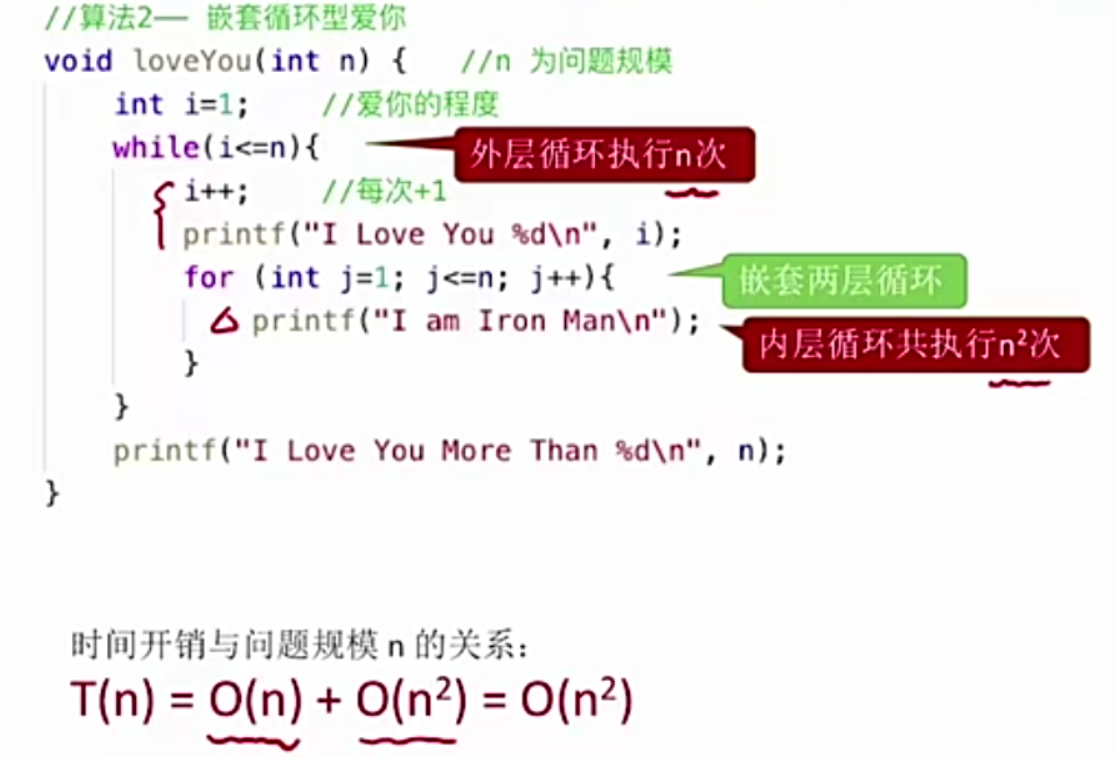 //算法2— 嵌套循环型爱你
void loveYou(int n) {   //n 为问题规模
int i=1;    //爱你的程度
while(i<=n){
外层循环执行n次
i++;    //每次+1
printf("I Love You %d\n", i);
for (int j=1; j<=n; j++){
嵌套两层循环
printf("I am Iron Man\n");
内层循环共执行n²次
}
}
printf("I Love You More Than %d\n", n);
}
时间开销与问题规模 n 的关系：
T(n) = O(n) + O(n²) = O(n²)